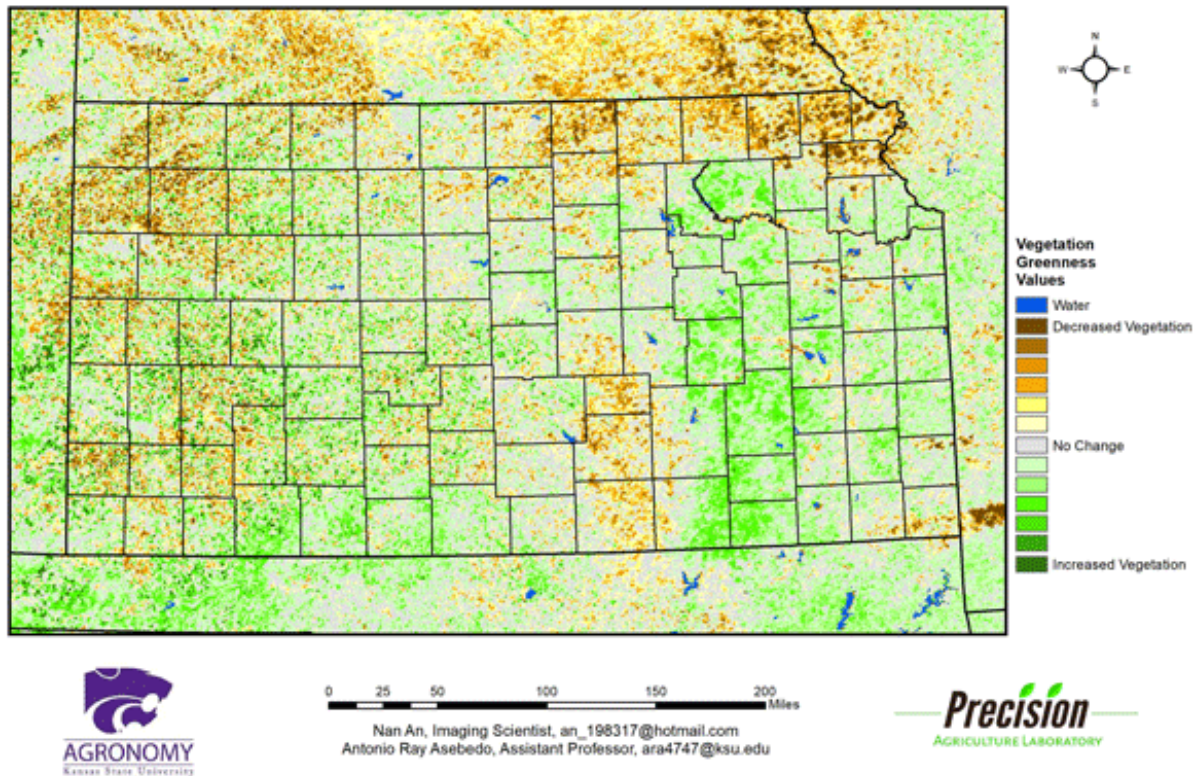 N
W
E
S
Vegetation
Greenness
Values
Water
Decreased Vegetation
No Change
Increased Vegetation
0 25 50 100 150 200
Miles
Nan An, Imaging Scientist, an_198317@hotmail.com
Antonio Ray Asebedo, Assistant Professor, ara4747@ksu.edu
AGRONOMY
Kansas State University
Precision
AGRICULTURE LABORATORY